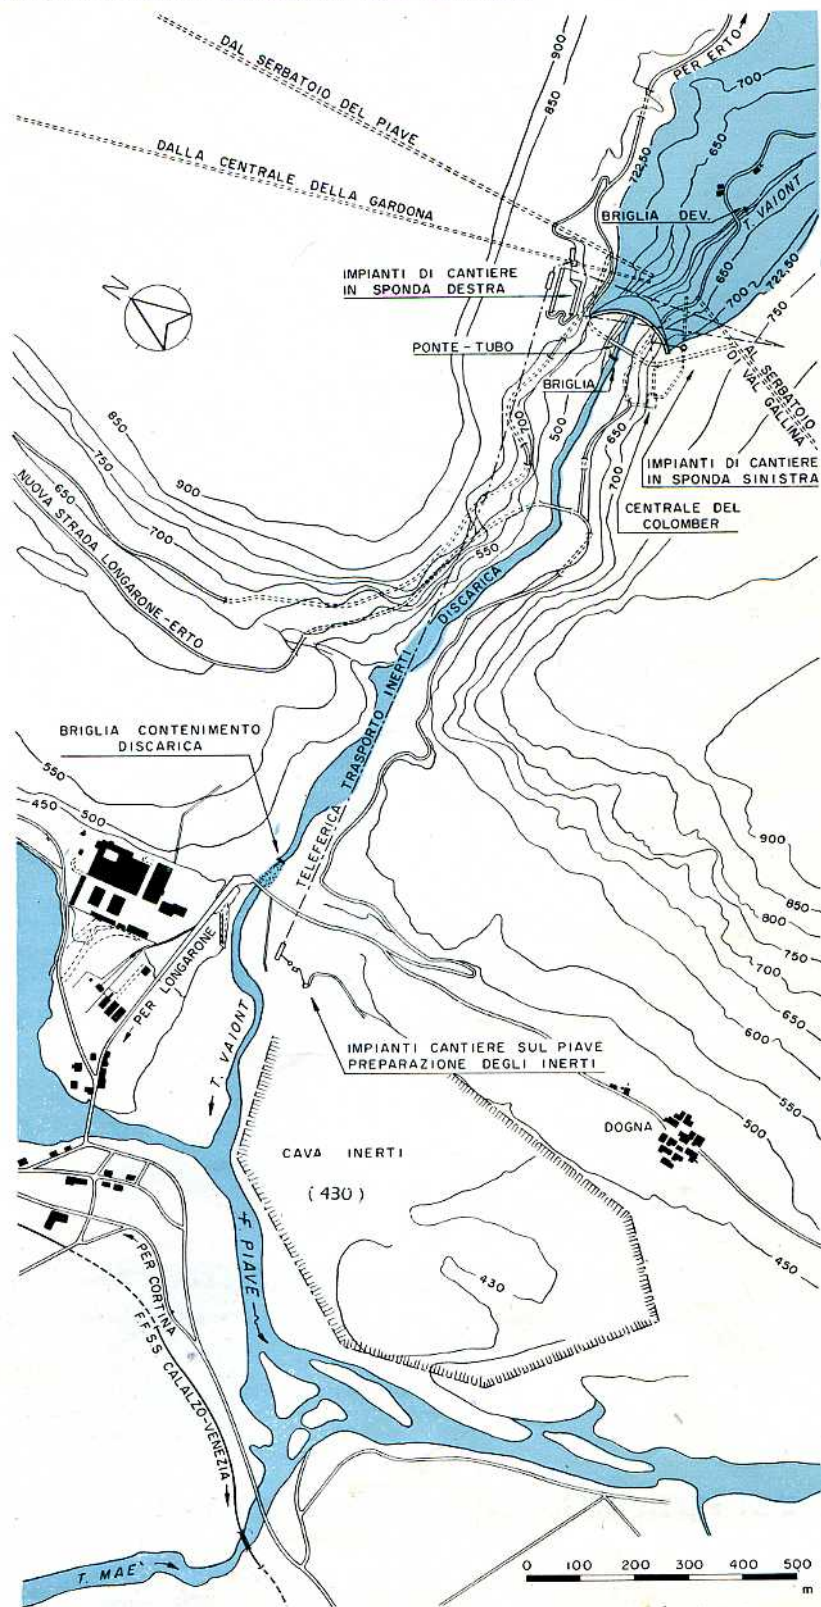 900
850
PER ERTO
700
650
DAL SERBATOIO DEL PIAVE
DALLA CENTRALE DELLA GARDONA
722,50
BRIGLIA DEV.
T. VAIONT
650
700
722,50
750
IMPIANTI DI CANTIERE
IN SPONDA DESTRA
N
PONTE - TUBO
BRIGLIA
AL SERBATOIO
DI VAL GALLINA
850
750
900
700
500
650
700
IMPIANTI DI CANTIERE
IN SPONDA SINISTRA
CENTRALE DEL
COLOMBER
650
700
NUOVA STRADA LONGARONE-ERTO
550
DISCARICA
TELEFERICA TRASPORTO INERTI
BRIGLIA CONTENIMENTO
DISCARICA
550
450
500
900
850
800
750
700
650
600
550
500
450
PER LONGARONE
T. VAIONT
IMPIANTI CANTIERE SUL PIAVE
PREPARAZIONE DEGLI INERTI
DOGNA
CAVA INERTI
(430)
430
F. PIAVE
PER CORTINA
FF SS CALALZO-VENEZIA
T. MAE'
0 100 200 300 400 500
m